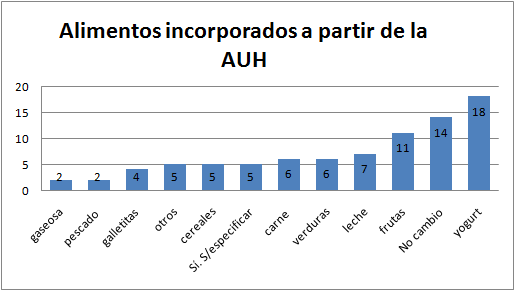 Alimentos incorporados a partir de la
AUH
20
15
10
5
0
2
2
4
5
5
5
6
6
7
11
14
18
gaseosa
pescado
galletitas
otros
cereales
Sí. S/especificar
carne
verduras
leche
frutas
No cambio
yogurt